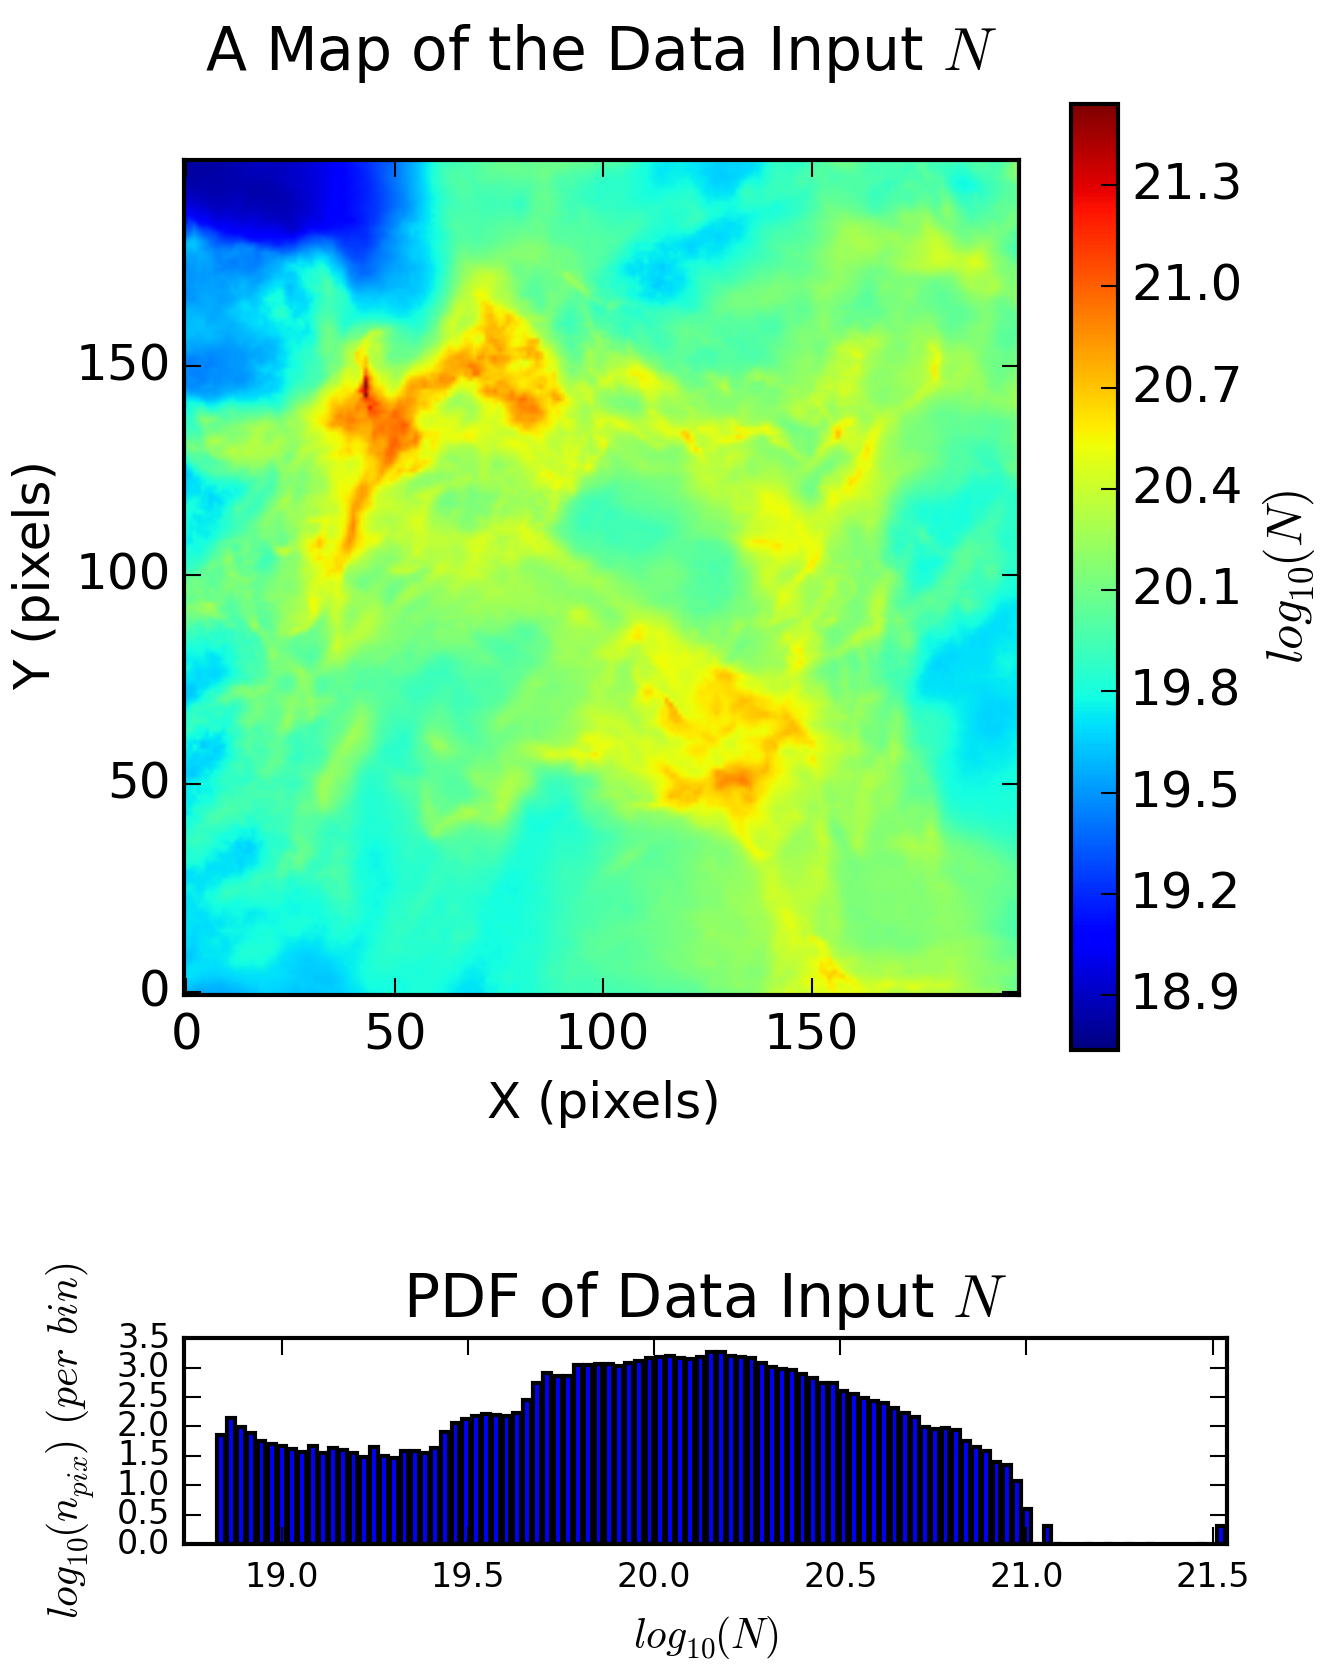 A Map of the Data Input N
Y (pixels)
150
100
50
0
0 50 100 150
X (pixels)
21.3
21.0
20.7
20.4
20.1
19.8
19.5
19.2
18.9
log₁₀(N)
PDF of Data Input N
log₁₀(n_pix) (per bin)
3.5
3.0
2.5
2.0
1.5
1.0
0.5
0.0
19.0 19.5 20.0 20.5 21.0 21.5
log₁₀(N)